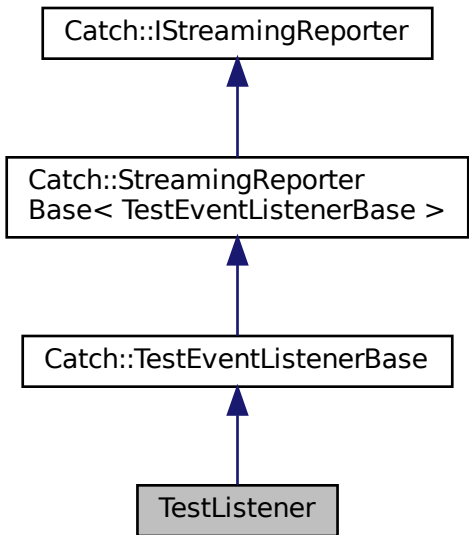 Catch::IStreamingReporter
Catch::StreamingReporter
Base< TestEventListenerBase >
Catch::TestEventListenerBase
TestListener